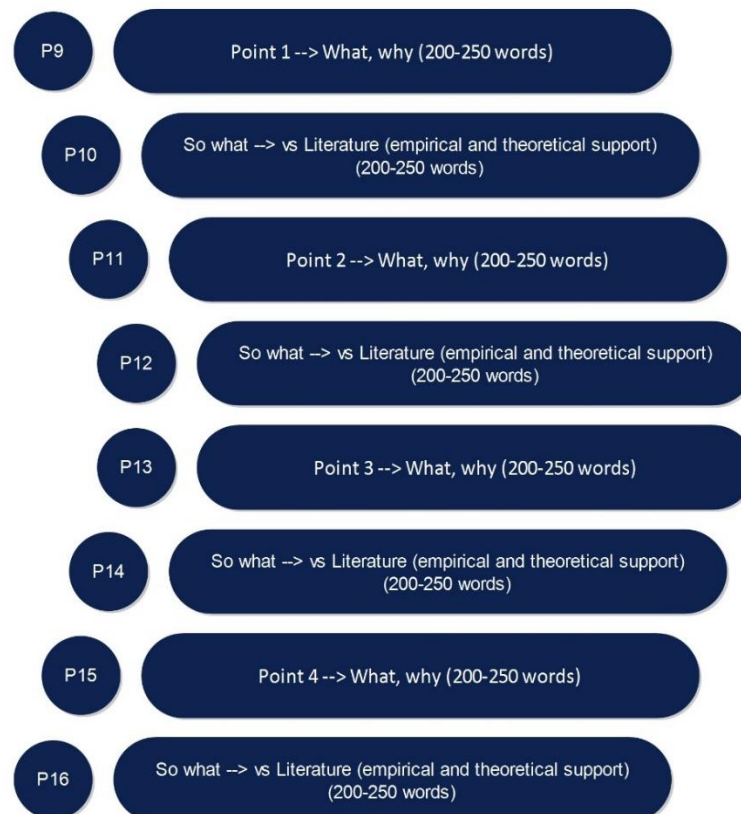 P9
Point 1 --> What, why (200-250 words)
P10
So what --> vs Literature (empirical and theoretical support)
(200-250 words)
P11
Point 2 --> What, why (200-250 words)
P12
So what --> vs Literature (empirical and theoretical support)
(200-250 words)
P13
Point 3 --> What, why (200-250 words)
P14
So what --> vs Literature (empirical and theoretical support)
(200-250 words)
P15
Point 4 --> What, why (200-250 words)
P16
So what --> vs Literature (empirical and theoretical support)
(200-250 words)